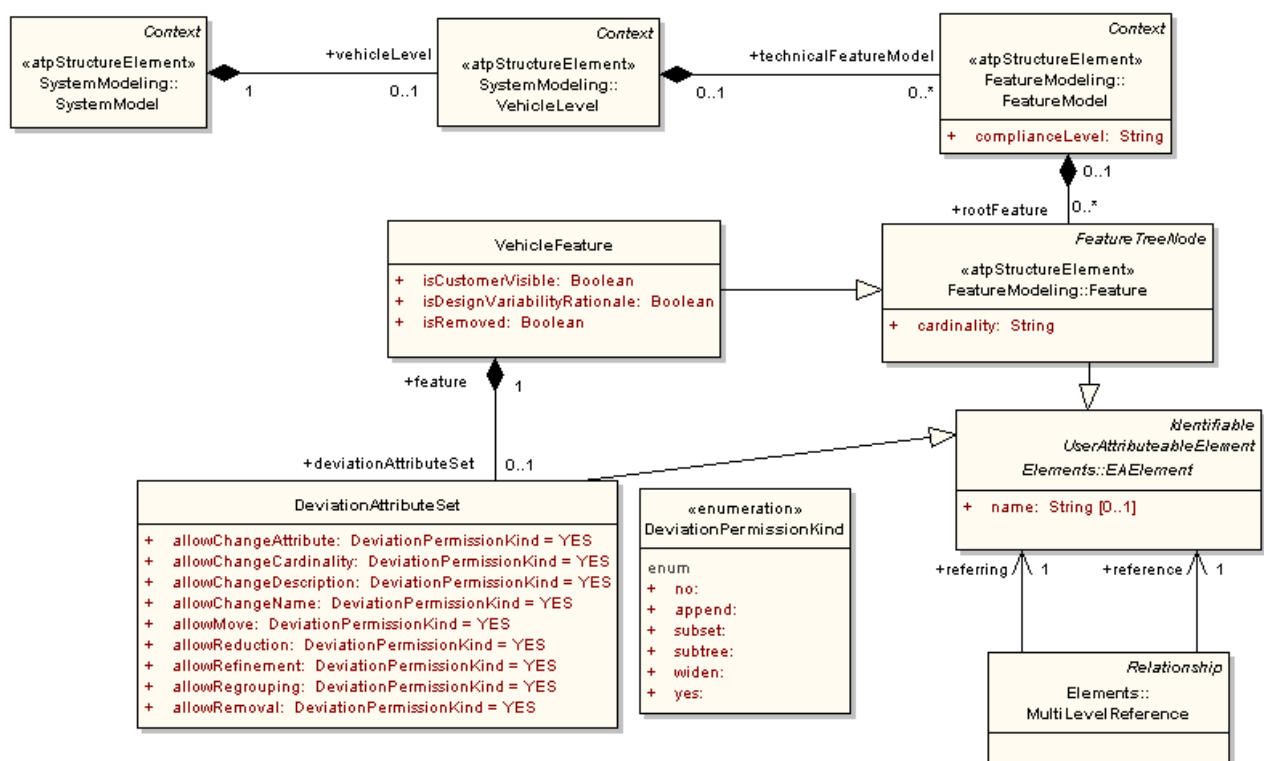 Context
«atpStructureElement»
SystemModeling::
SystemModel
1
+vehicleLevel
0..1
Context
«atpStructureElement»
SystemModeling::
VehicleLevel
0..1
+technicalFeatureModel
0..*
Context
«atpStructureElement»
FeatureModeling::
FeatureModel
+ complianceLevel: String
0..1
+rootFeature
0..*
VehicleFeature
+ isCustomerVisible: Boolean
+ isDesignVariabilityRationale: Boolean
+ isRemoved: Boolean
FeatureTreeNode
«atpStructureElement»
FeatureModeling::Feature
+ cardinality: String
+feature
1
+deviationAttributeSet
0..1
Identifiable
UserAttributeableElement
Elements::EAElement
+ name: String [0..1]
DeviationAttributeSet
+ allowChangeAttribute: DeviationPermissionKind = YES
+ allowChangeCardinality: DeviationPermissionKind = YES
+ allowChangeDescription: DeviationPermissionKind = YES
+ allowChangeName: DeviationPermissionKind = YES
+ allowMove: DeviationPermissionKind = YES
+ allowReduction: DeviationPermissionKind = YES
+ allowRefinement: DeviationPermissionKind = YES
+ allowRegrouping: DeviationPermissionKind = YES
+ allowRemoval: DeviationPermissionKind = YES
«enumeration»
DeviationPermissionKind
enum
+ no:
+ append:
+ subset:
+ subtree:
+ widen:
+ yes:
+referring
1
+reference
1
Relationship
Elements::
MultiLevelReference